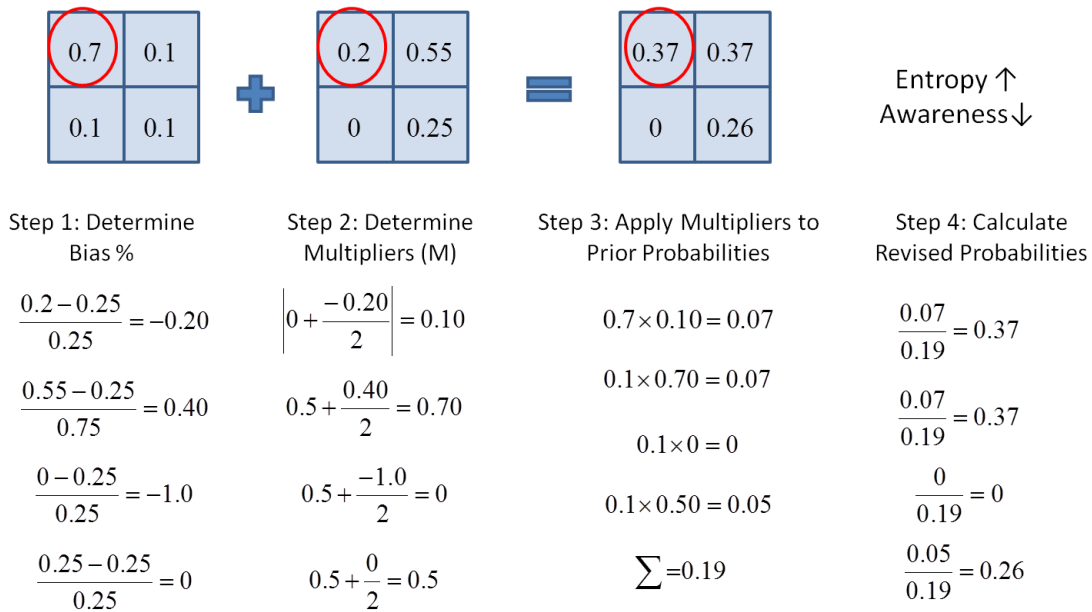 0.7 0.1
0.1 0.1
0.2 0.55
0 0.25
0.37 0.37
0 0.26
Entropy ↑
Awareness↓
Step 1: Determine
Bias %
(0.2 − 0.25)/0.25 = −0.20
(0.55 − 0.25)/0.75 = 0.40
(0 − 0.25)/0.25 = −1.0
(0.25 − 0.25)/0.25 = 0
Step 2: Determine
Multipliers (M)
|0 + (−0.20)/2| = 0.10
0.5 + 0.40/2 = 0.70
0.5 + (−1.0)/2 = 0
0.5 + 0/2 = 0.5
Step 3: Apply Multipliers to
Prior Probabilities
0.7 × 0.10 = 0.07
0.1 × 0.70 = 0.07
0.1 × 0 = 0
0.1 × 0.50 = 0.05
∑ =0.19
Step 4: Calculate
Revised Probabilities
0.07/0.19 = 0.37
0.07/0.19 = 0.37
0/0.19 = 0
0.05/0.19 = 0.26